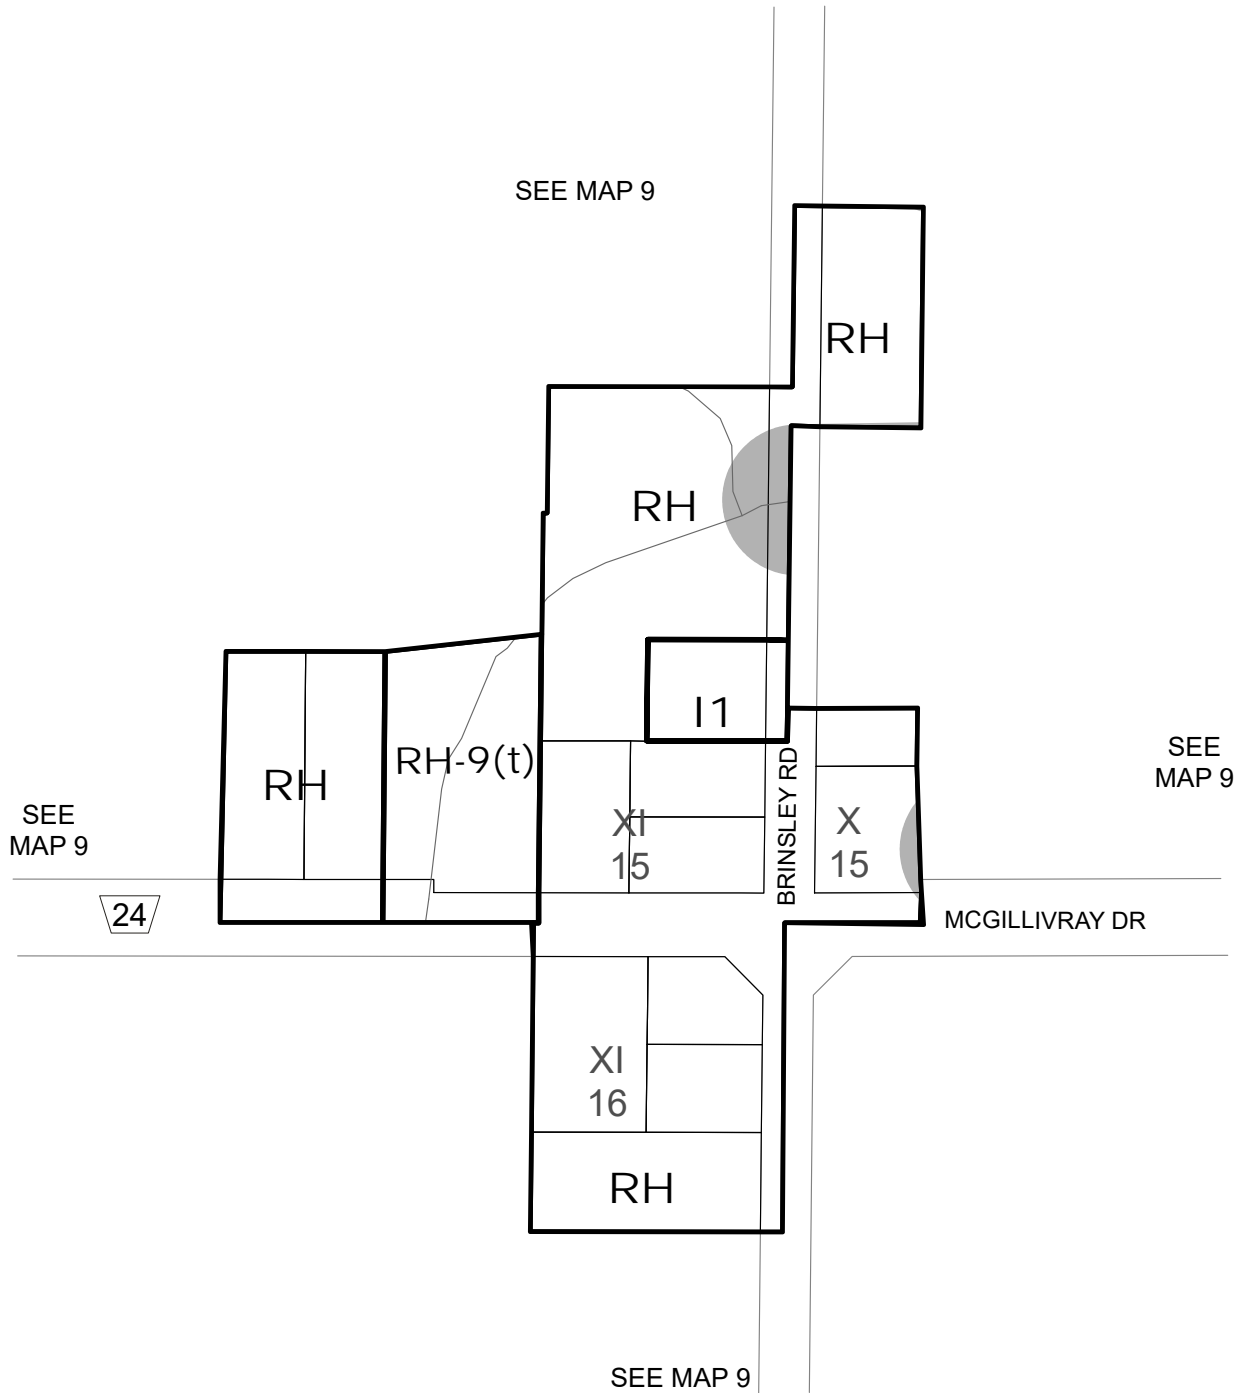 SEE MAP 9
RH
RH
I1
RH-9(t)
RH
SEE
MAP 9
BRINSLEY RD
SEE
MAP 9
XI
15
X
15
24
MCGILLIVRAY DR
XI
16
RH
SEE MAP 9